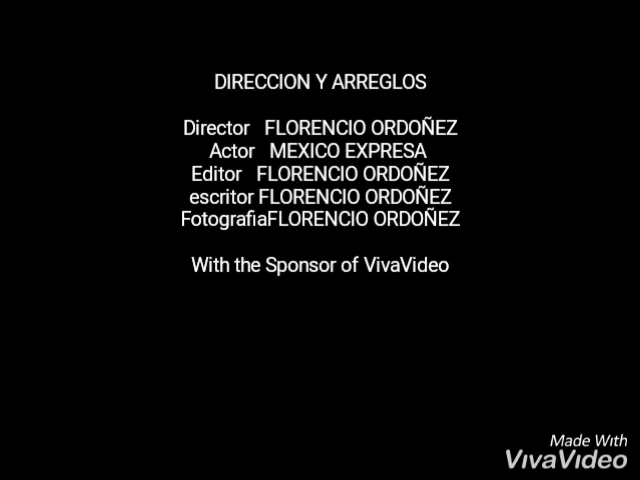 DIRECCION Y ARREGLOS
Director FLORENCIO ORDOÑEZ
Actor MEXICO EXPRESA
Editor FLORENCIO ORDOÑEZ
escritor FLORENCIO ORDOÑEZ
FotografiaFLORENCIO ORDOÑEZ
With the Sponsor of VivaVideo
Made With
VivaVideo